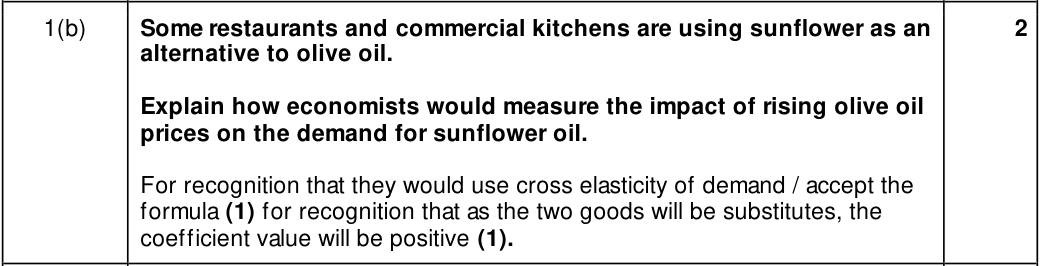 1(b)
Some restaurants and commercial kitchens are using sunflower as an
alternative to olive oil.
2
Explain how economists would measure the impact of rising olive oil
prices on the demand for sunflower oil.
For recognition that they would use cross elasticity of demand / accept the
formula (1) for recognition that as the two goods will be substitutes, the
coefficient value will be positive (1).